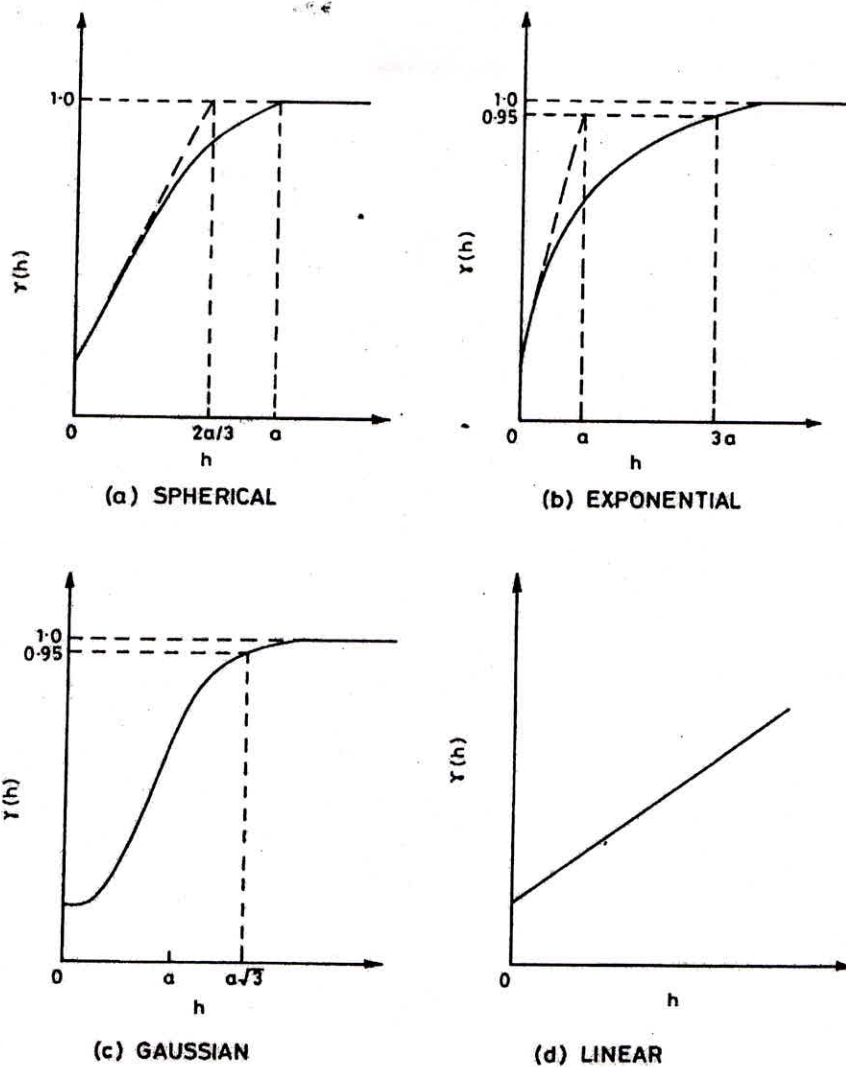 1·0
γ(h)
0
2a/3
a
h
(a) SPHERICAL
1·0
0·95
γ(h)
0
a
3a
h
(b) EXPONENTIAL
1·0
0·95
γ(h)
0
a
a√3
h
(c) GAUSSIAN
γ(h)
0
h
(d) LINEAR